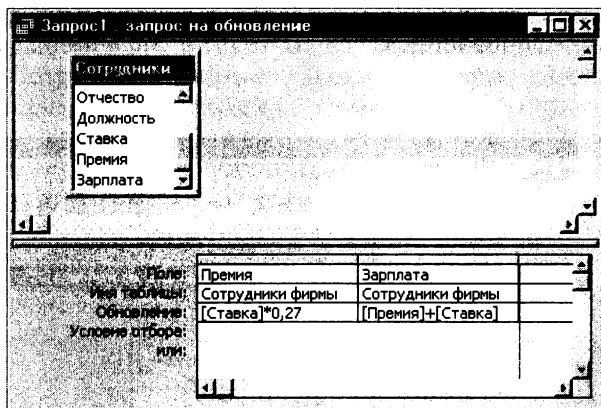 Запрос1 : запрос на обновление
Сотрудники
Отчество
Должность
Ставка
Премия
Зарплата
Поле: Премия Зарплата
Имя таблицы: Сотрудники фирмы Сотрудники фирмы
Обновление: [Ставка]*0,27 [Премия]+[Ставка]
Условие отбора:
или: